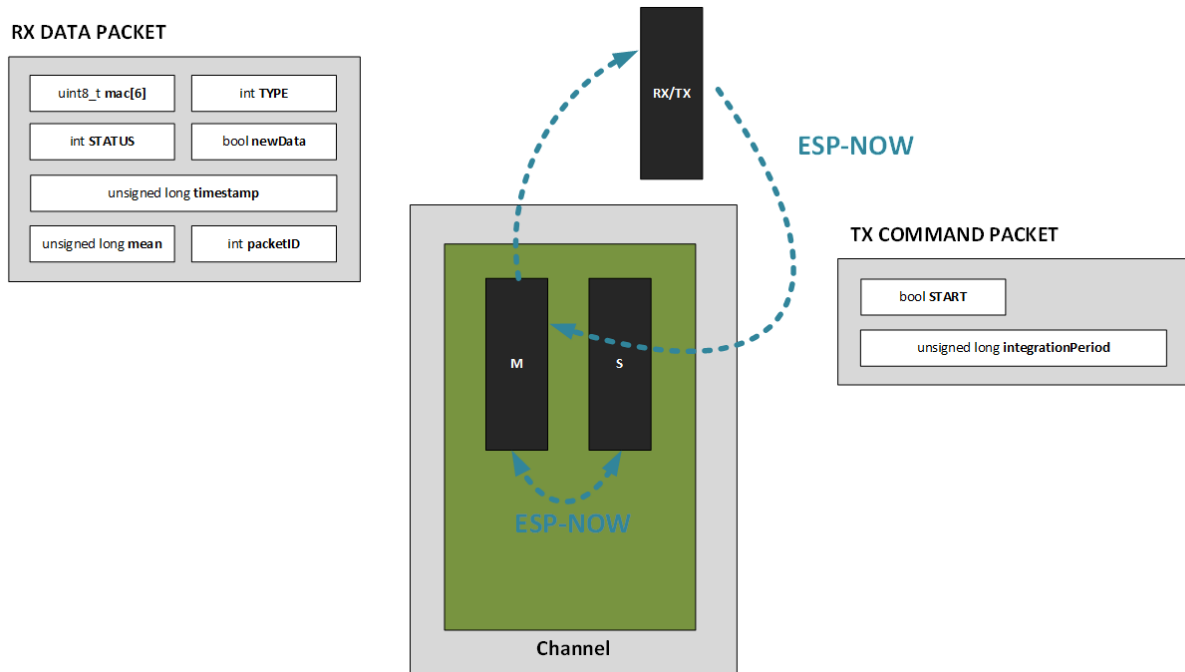 RX DATA PACKET
uint8_t mac[6]
int TYPE
int STATUS
bool newData
unsigned long timestamp
unsigned long mean
int packetID
RX/TX
ESP-NOW
TX COMMAND PACKET
bool START
unsigned long integrationPeriod
M
S
ESP-NOW
Channel